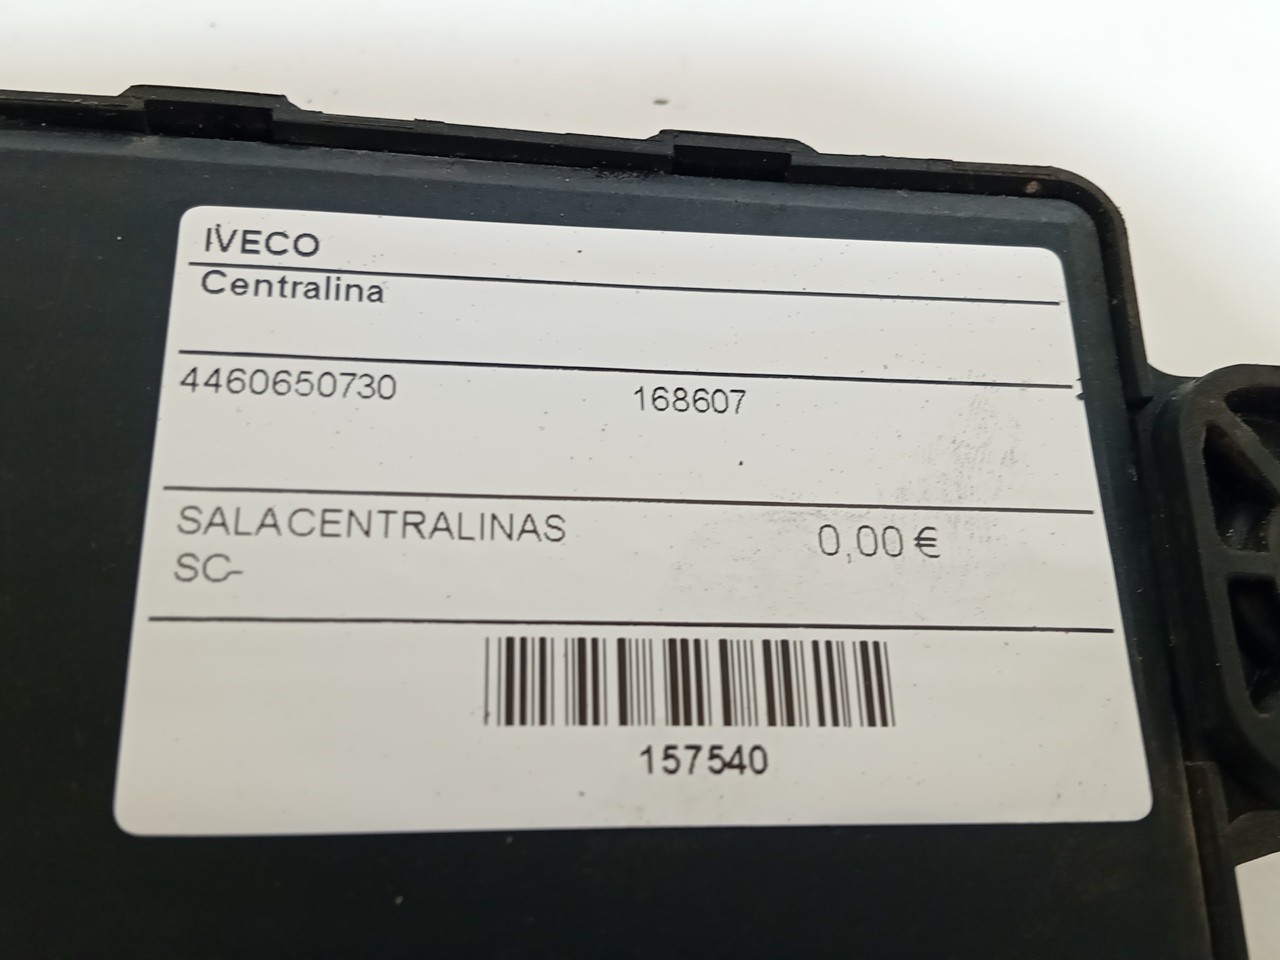 IVECO
Centralina
4460650730 168607
SALACENTRALINAS 0,00 €
SC-
157540